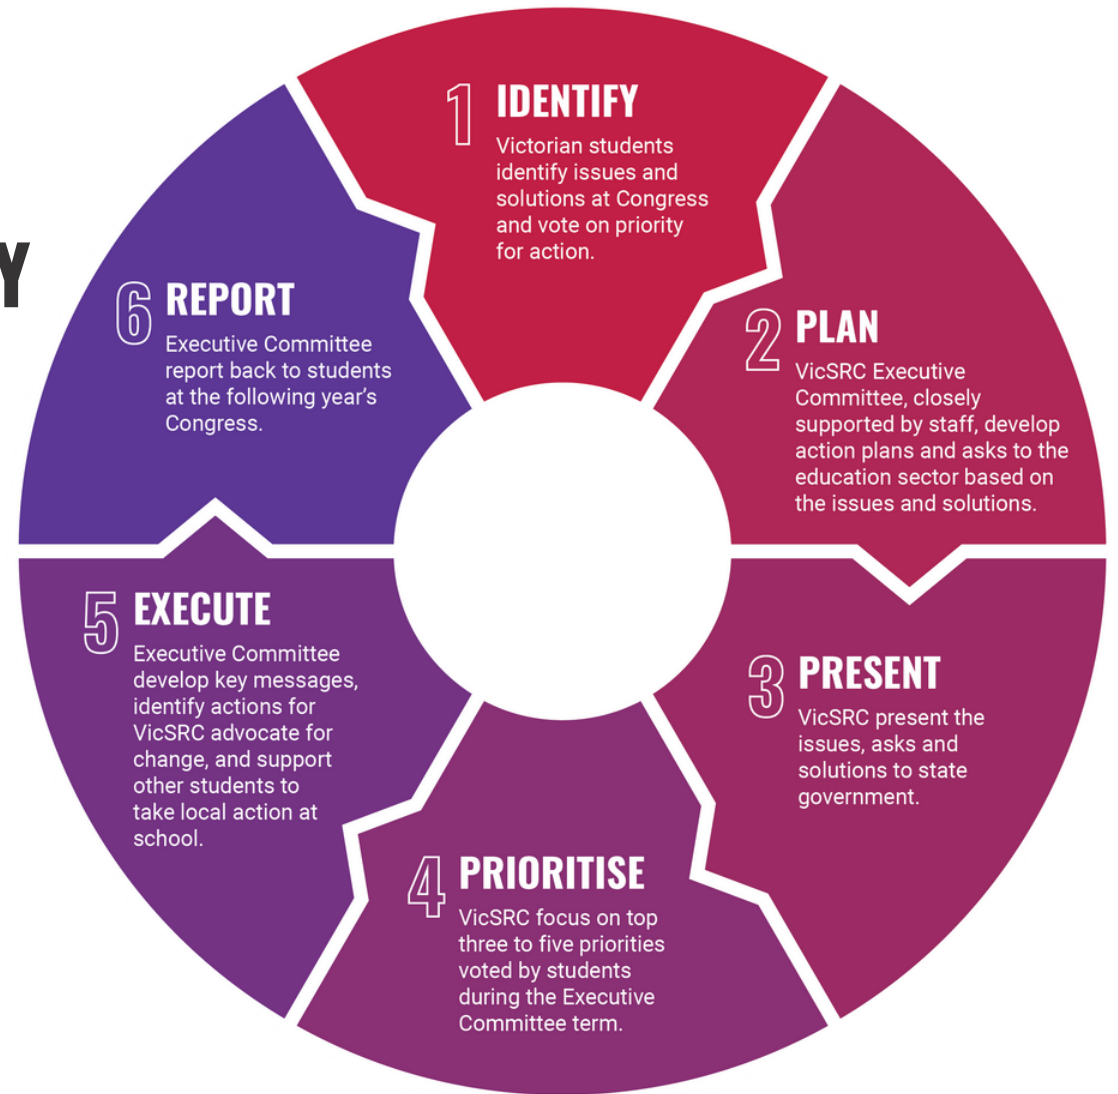 Y
1 IDENTIFY
Victorian students
identify issues and
solutions at Congress
and vote on priority
for action.
2 PLAN
VicSRC Executive
Committee, closely
supported by staff, develop
action plans and asks to the
education sector based on
the issues and solutions.
3 PRESENT
VicSRC present the
issues, asks and
solutions to state
government.
4 PRIORITISE
VicSRC focus on top
three to five priorities
voted by students
during the Executive
Committee term.
5 EXECUTE
Executive Committee
develop key messages,
identify actions for
VicSRC advocate for
change, and support
other students to
take local action at
school.
6 REPORT
Executive Committee
report back to students
at the following year's
Congress.